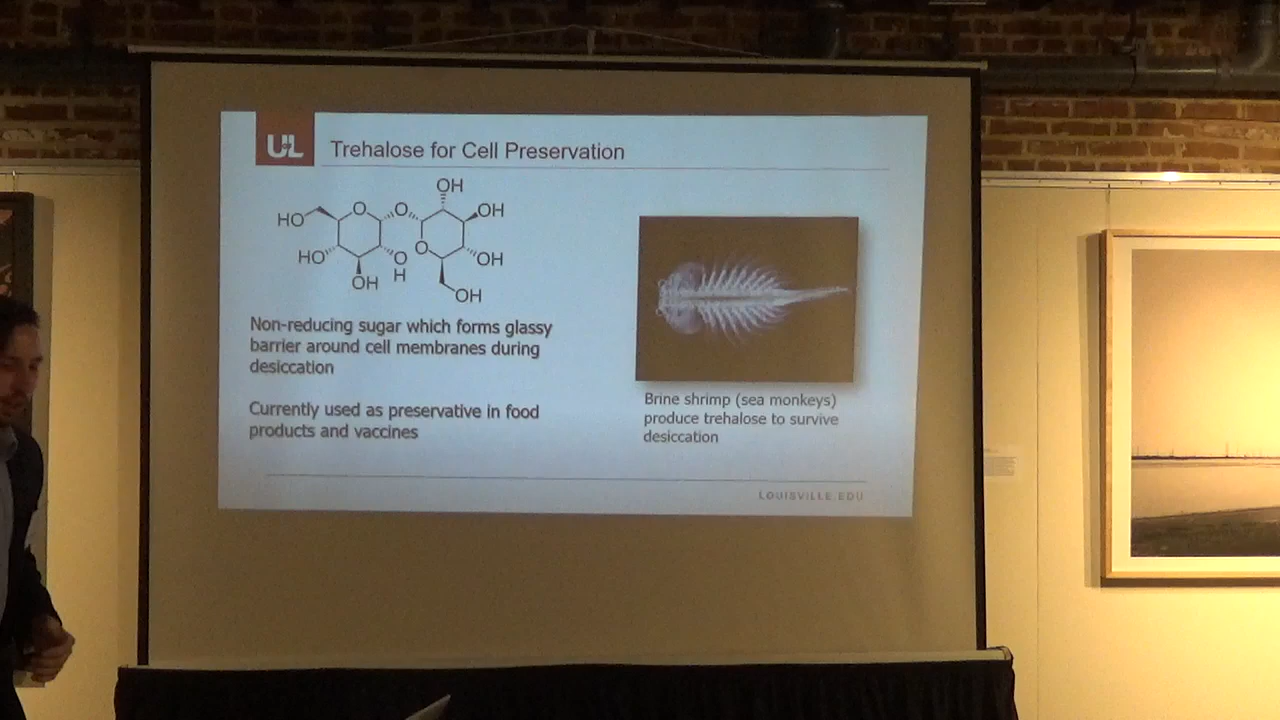 UofL
Trehalose for Cell Preservation
OH
HO
O
O
OH
HO
O
H
O
OH
OH
OH
Non-reducing sugar which forms glassy
barrier around cell membranes during
desiccation
Currently used as preservative in food
products and vaccines
Brine shrimp (sea monkeys)
produce trehalose to survive
desiccation
LOUISVILLE.EDU